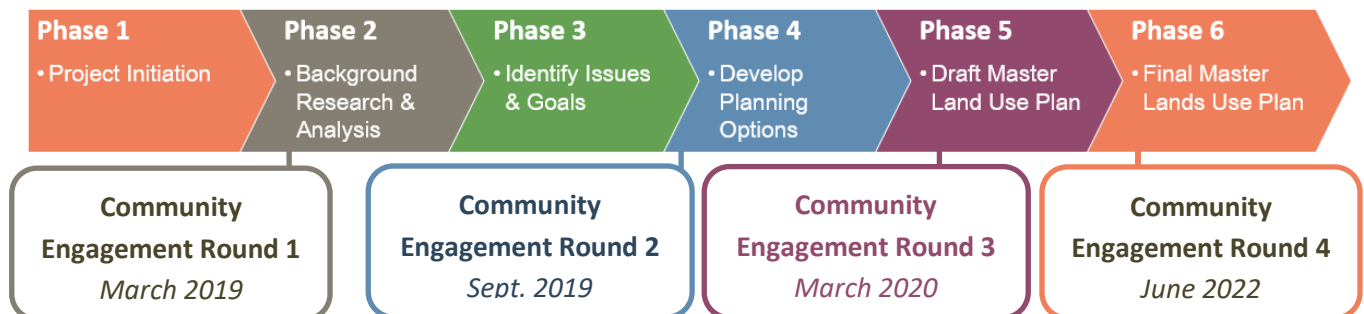 Phase 1
• Project Initiation
Phase 2
• Background
Research &
Analysis
Phase 3
• Identify Issues
& Goals
Phase 4
• Develop
Planning
Options
Phase 5
• Draft Master
Land Use Plan
Phase 6
• Final Master
Lands Use Plan
Community
Engagement Round 1
March 2019
Community
Engagement Round 2
Sept. 2019
Community
Engagement Round 3
March 2020
Community
Engagement Round 4
June 2022